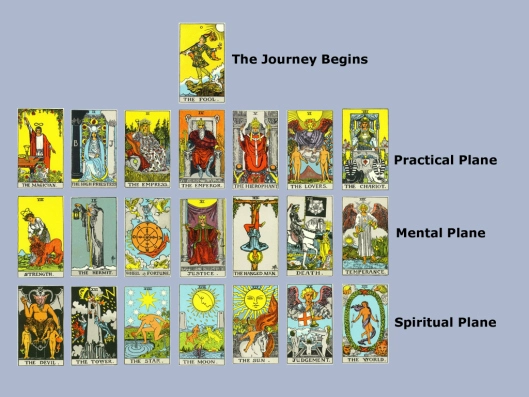 THE FOOL.
The Journey Begins
THE MAGICIAN.
THE HIGH PRIESTESS
THE EMPRESS.
THE EMPEROR.
THE HIEROPHANT
THE LOVERS.
THE CHARIOT.
Practical Plane
STRENGTH.
THE HERMIT.
WHEEL of FORTUNE.
JUSTICE.
THE HANGED MAN.
DEATH.
TEMPERANCE.
Mental Plane
THE DEVIL.
THE TOWER.
THE STAR.
THE MOON.
THE SUN.
JUDGEMENT.
THE WORLD.
Spiritual Plane